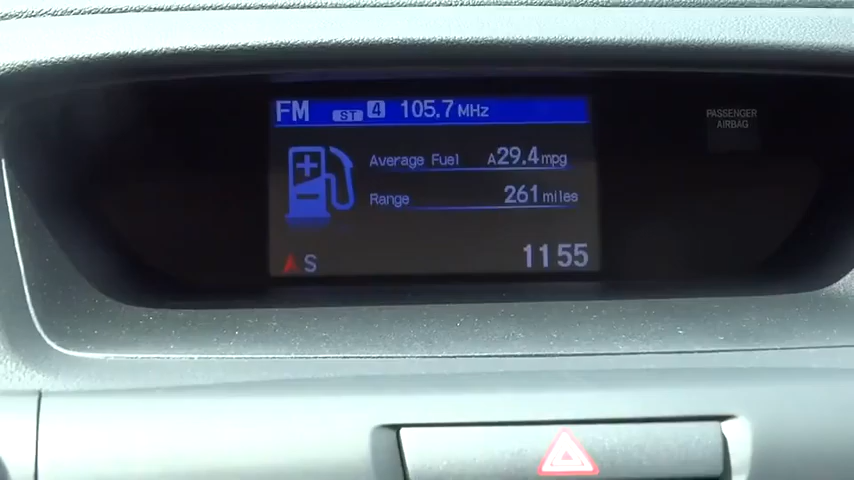 FM ST 4 105.7 MHz
Average Fuel A29.4 mpg
Range 261 miles
S 11 55
PASSENGER
AIRBAG